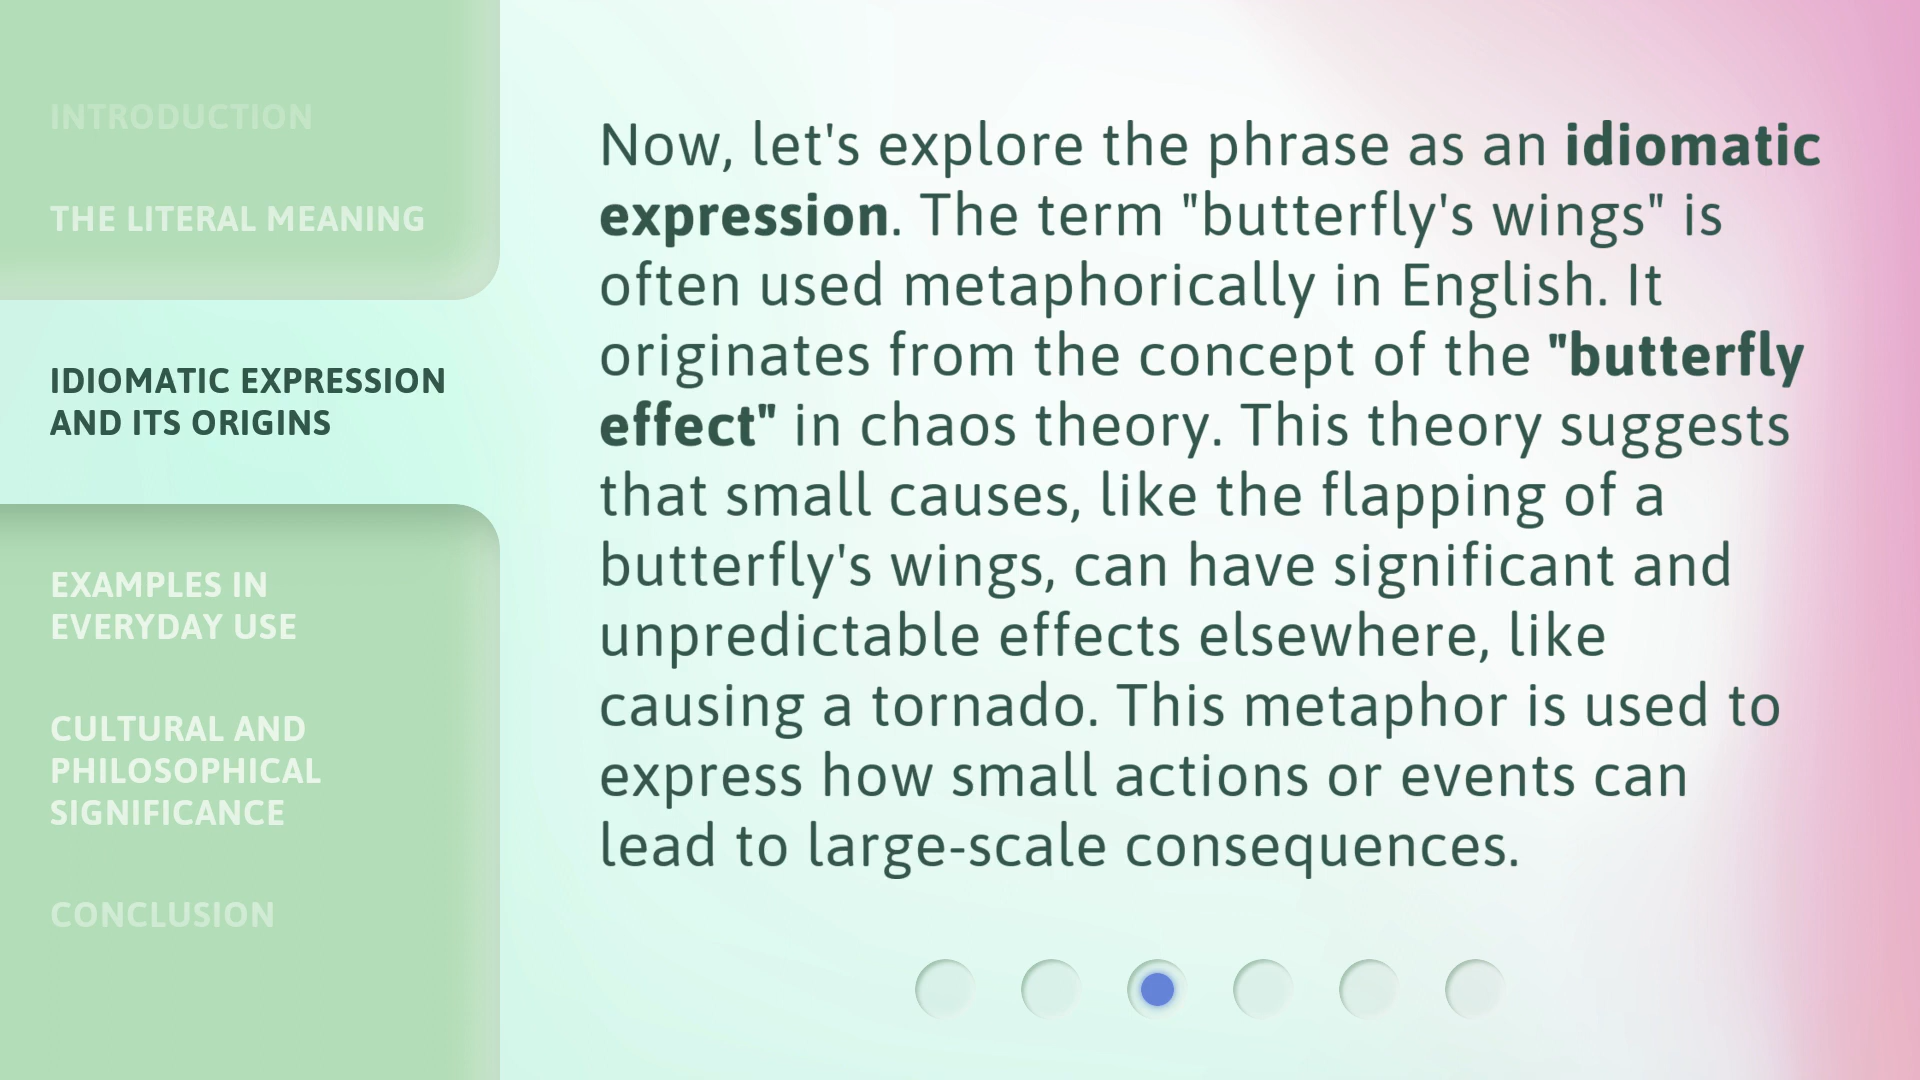 INTRODUCTION
THE LITERAL MEANING
IDIOMATIC EXPRESSION
AND ITS ORIGINS
EXAMPLES IN
EVERYDAY USE
CULTURAL AND
PHILOSOPHICAL
SIGNIFICANCE
CONCLUSION
Now, let's explore the phrase as an idiomatic
expression. The term "butterfly's wings" is
often used metaphorically in English. It
originates from the concept of the "butterfly
effect" in chaos theory. This theory suggests
that small causes, like the flapping of a
butterfly's wings, can have significant and
unpredictable effects elsewhere, like
causing a tornado. This metaphor is used to
express how small actions or events can
lead to large-scale consequences.